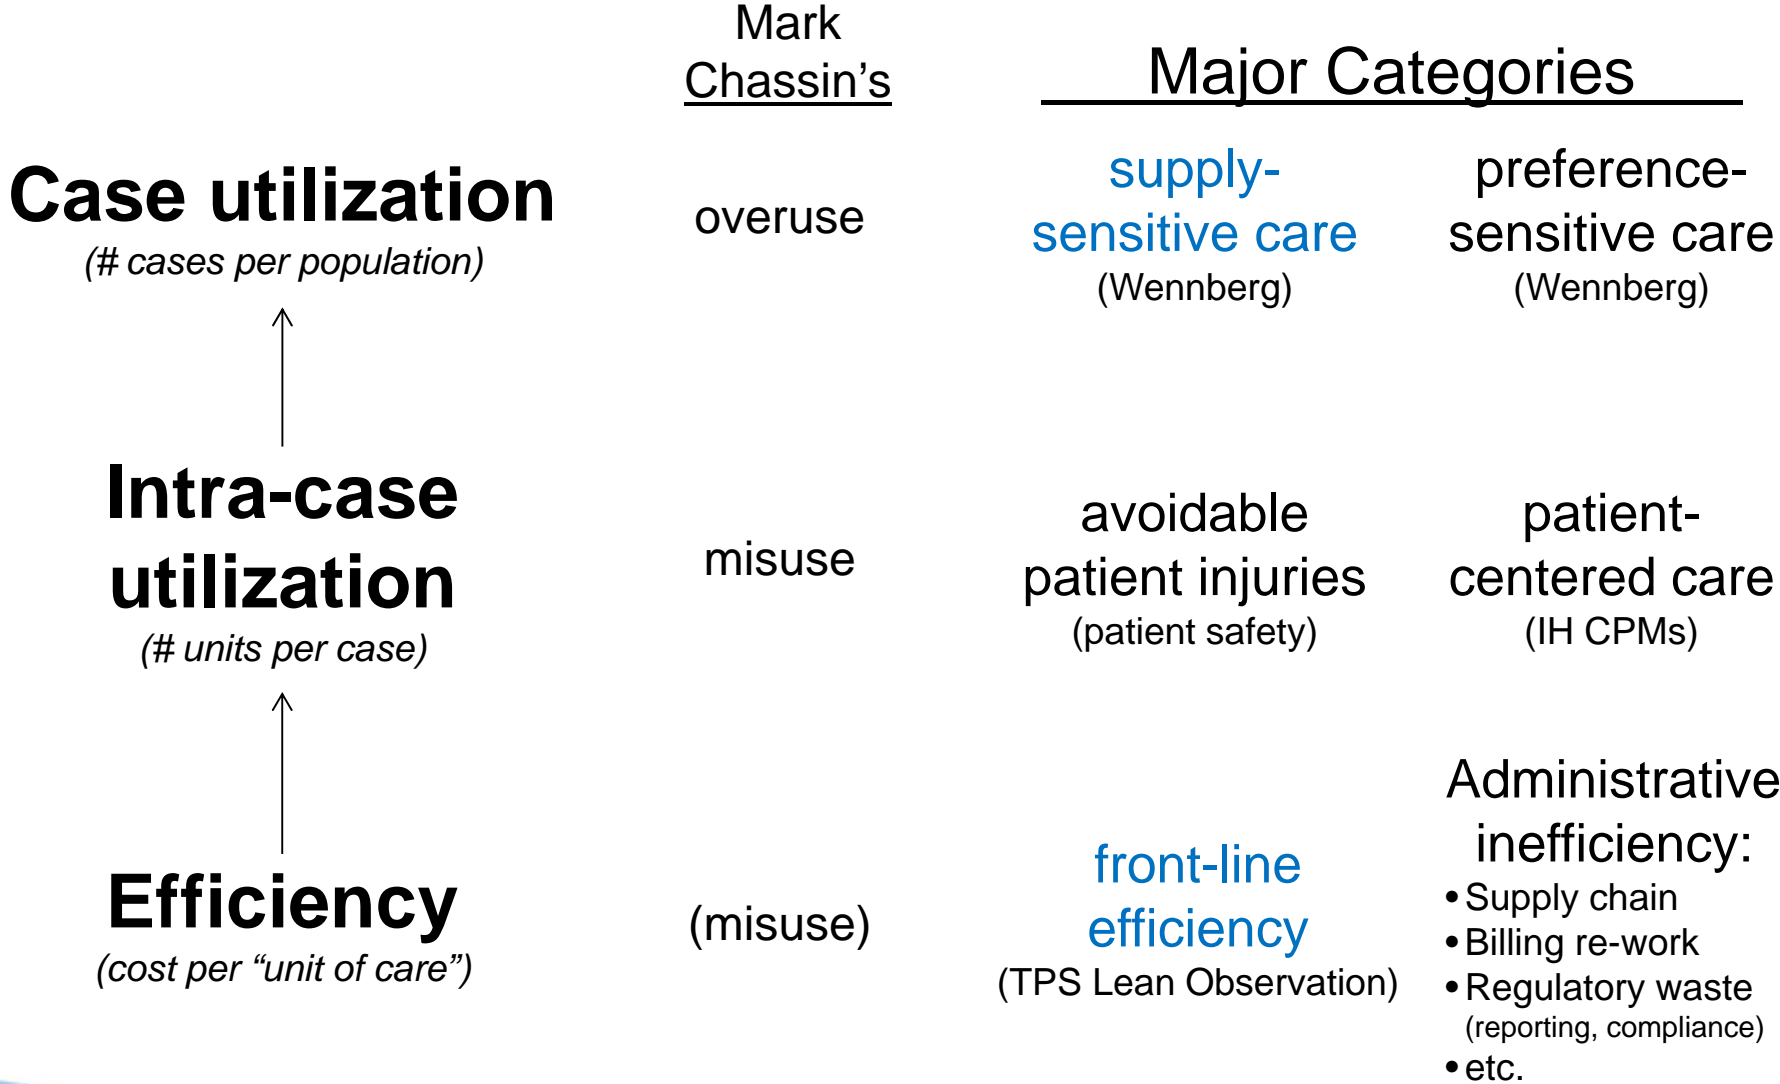 Mark
Chassin’s
Major Categories
Case utilization
(# cases per population)
overuse
supply-
sensitive care
(Wennberg)
preference-
sensitive care
(Wennberg)
Intra-case
utilization
(# units per case)
misuse
avoidable
patient injuries
(patient safety)
patient-
centered care
(IH CPMs)
Efficiency
(cost per “unit of care”)
(misuse)
front-line
efficiency
(TPS Lean Observation)
Administrative
inefficiency:
•Supply chain
•Billing re-work
•Regulatory waste
(reporting, compliance)
•etc.